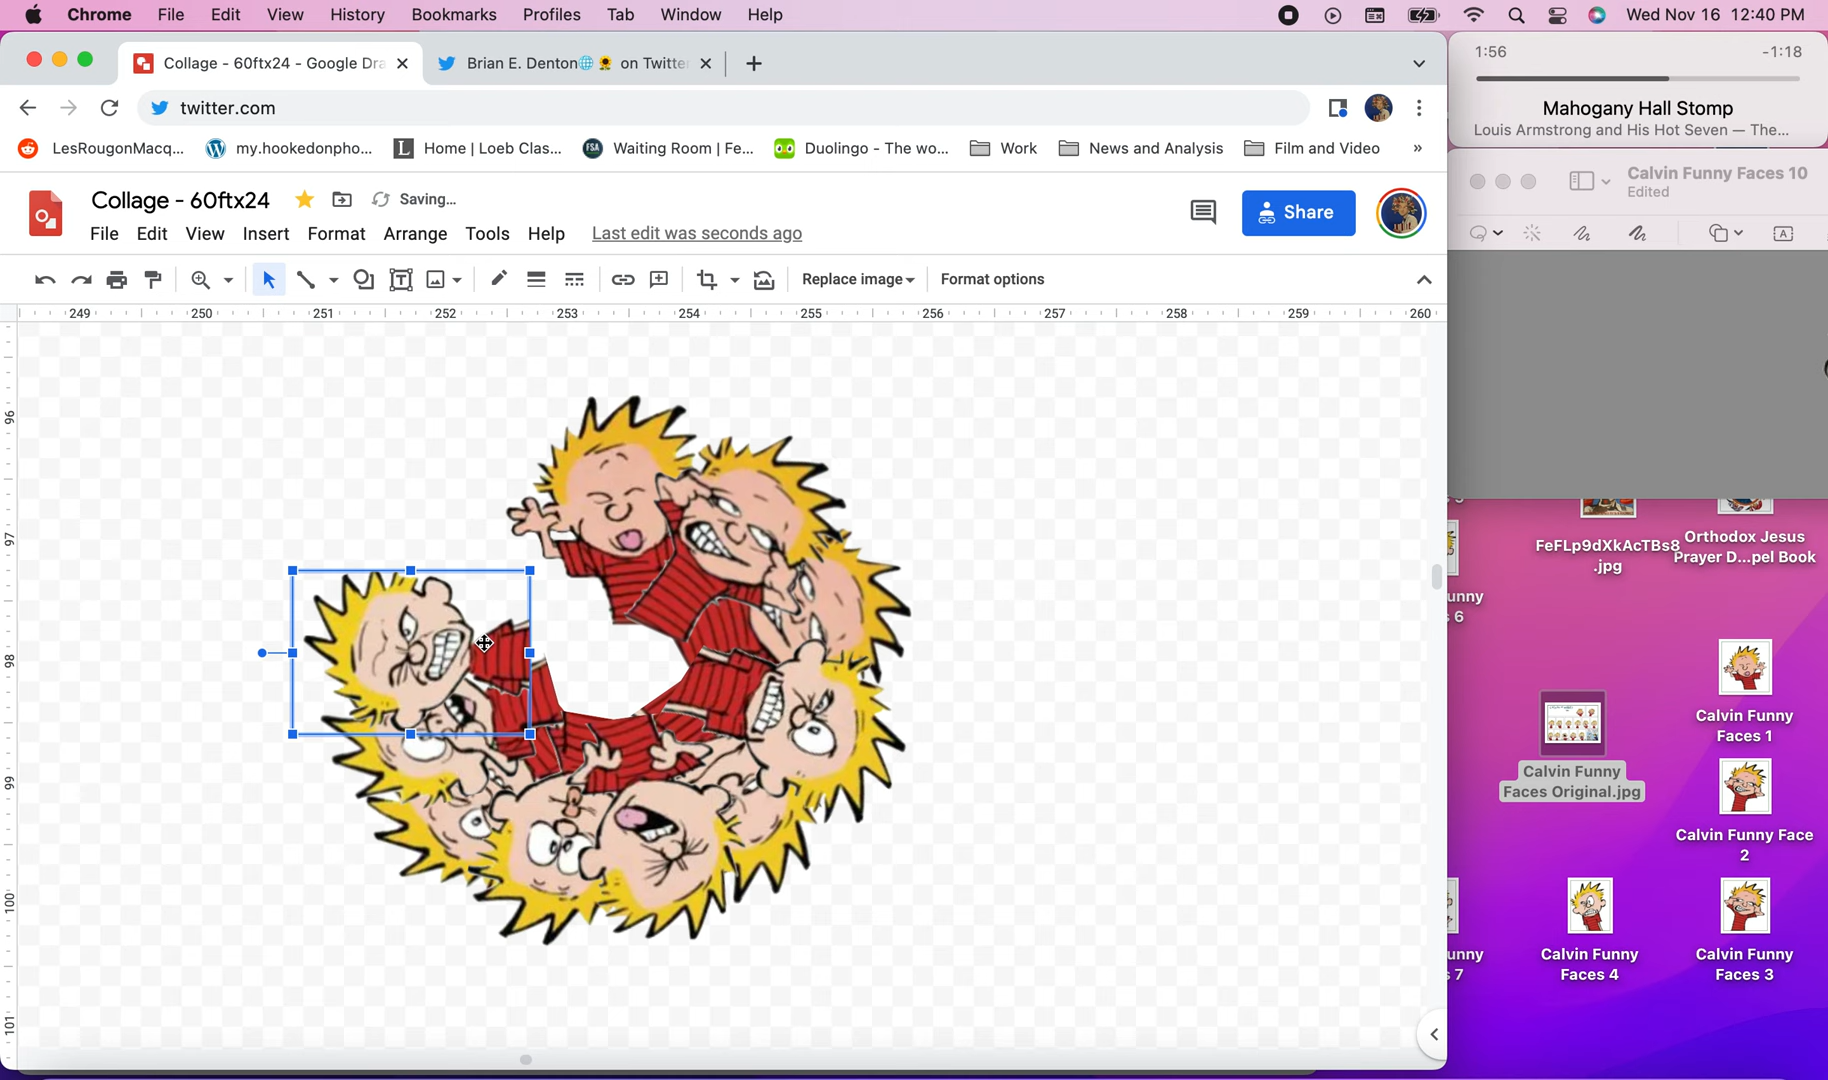 Chrome File Edit View History Bookmarks Profiles Tab Window Help Wed Nov 16 12:40 PM
Collage - 60ftx24 - Google Dra Brian E. Denton on Twitte
twitter.com
LesRougonMacq... my.hookedonpho... Home | Loeb Clas... FSA Waiting Room | Fe... Duolingo - The wo... Work News and Analysis Film and Video »
1:56 -1:18
Mahogany Hall Stomp
Louis Armstrong and His Hot Seven — The...
Calvin Funny Faces 10
Edited
Collage - 60ftx24 Saving...
Share
File Edit View Insert Format Arrange Tools Help Last edit was seconds ago
Replace image Format options
249 250 251 252 253 254 255 256 257 258 259 260
96
97
98
99
100
101
FeFLp9dXkAcTBs8
.jpg
Orthodox Jesus
Prayer D...pel Book
unny
s 6
Calvin Funny
Faces 1
Calvin Funny
Faces Original.jpg
Calvin Funny Face
2
unny
s 7
Calvin Funny
Faces 4
Calvin Funny
Faces 3